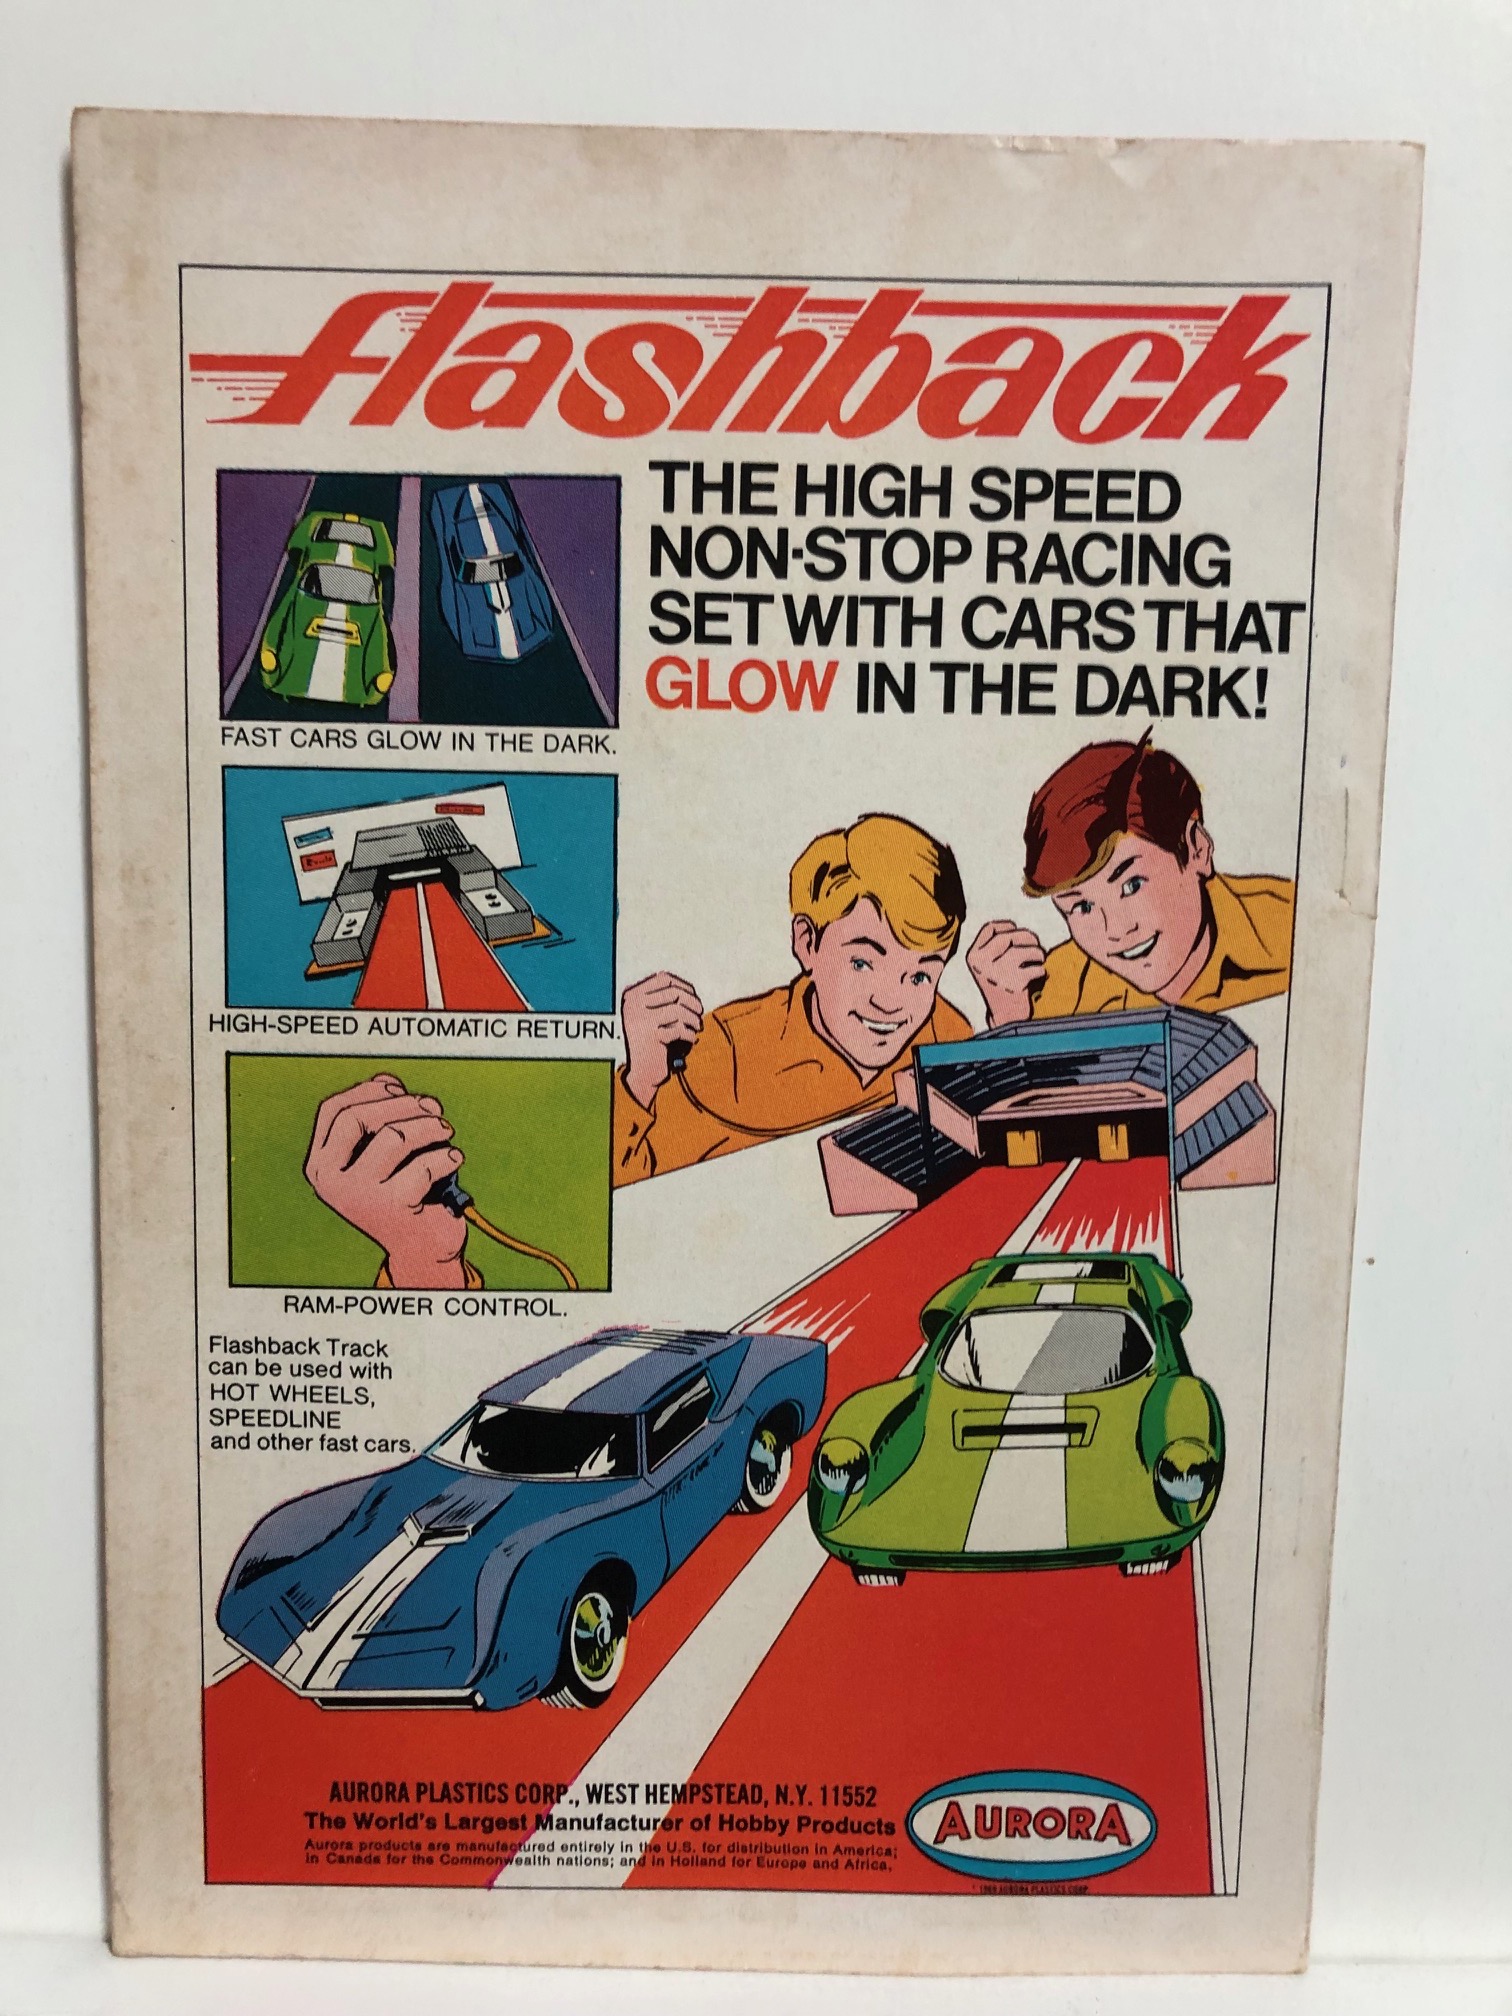 flashback
THE HIGH SPEED
NON-STOP RACING
SET WITH CARS THAT
GLOW IN THE DARK!
FAST CARS GLOW IN THE DARK.
HIGH-SPEED AUTOMATIC RETURN.
RAM-POWER CONTROL.
Flashback Track
can be used with
HOT WHEELS,
SPEEDLINE
and other fast cars.
AURORA PLASTICS CORP., WEST HEMPSTEAD, N.Y. 11552
The World's Largest Manufacturer of Hobby Products
Aurora products are manufactured entirely in the U.S. for distribution in America;
in Canada for the Commonwealth nations; and in Holland for Europe and Africa.
AURORA
AURORA PLASTICS CORP.